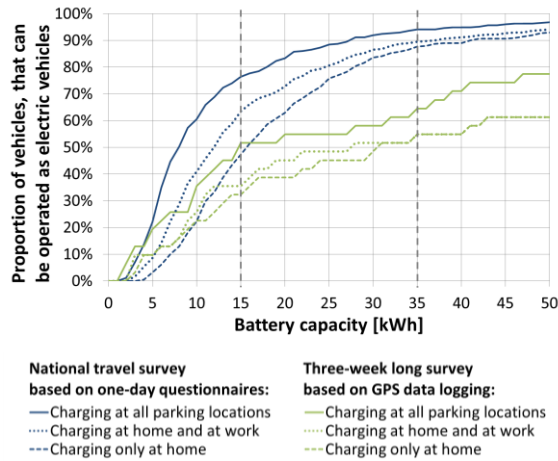 Proportion of vehicles, that can
be operated as electric vehicles
100%
90%
80%
70%
60%
50%
40%
30%
20%
10%
0%
0 5 10 15 20 25 30 35 40 45 50
Battery capacity [kWh]
National travel survey
based on one-day questionnaires:
Charging at all parking locations
Charging at home and at work
Charging only at home
Three-week long survey
based on GPS data logging:
Charging at all parking locations
Charging at home and at work
Charging only at home